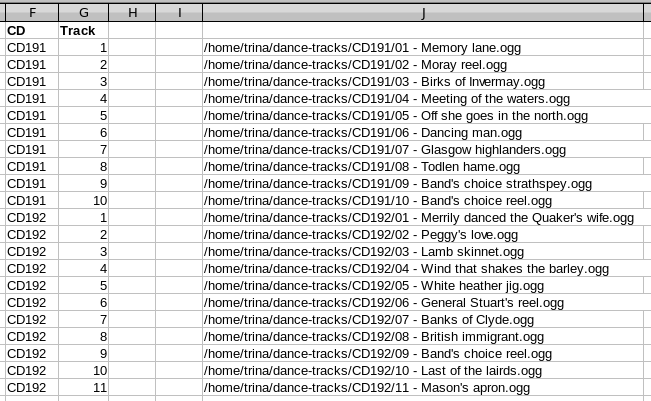 F G H I J
CD Track
CD191 1 /home/trina/dance-tracks/CD191/01 - Memory lane.ogg
CD191 2 /home/trina/dance-tracks/CD191/02 - Moray reel.ogg
CD191 3 /home/trina/dance-tracks/CD191/03 - Birks of Invermay.ogg
CD191 4 /home/trina/dance-tracks/CD191/04 - Meeting of the waters.ogg
CD191 5 /home/trina/dance-tracks/CD191/05 - Off she goes in the north.ogg
CD191 6 /home/trina/dance-tracks/CD191/06 - Dancing man.ogg
CD191 7 /home/trina/dance-tracks/CD191/07 - Glasgow highlanders.ogg
CD191 8 /home/trina/dance-tracks/CD191/08 - Todlen hame.ogg
CD191 9 /home/trina/dance-tracks/CD191/09 - Band's choice strathspey.ogg
CD191 10 /home/trina/dance-tracks/CD191/10 - Band's choice reel.ogg
CD192 1 /home/trina/dance-tracks/CD192/01 - Merrily danced the Quaker's wife.ogg
CD192 2 /home/trina/dance-tracks/CD192/02 - Peggy's love.ogg
CD192 3 /home/trina/dance-tracks/CD192/03 - Lamb skinnet.ogg
CD192 4 /home/trina/dance-tracks/CD192/04 - Wind that shakes the barley.ogg
CD192 5 /home/trina/dance-tracks/CD192/05 - White heather jig.ogg
CD192 6 /home/trina/dance-tracks/CD192/06 - General Stuart's reel.ogg
CD192 7 /home/trina/dance-tracks/CD192/07 - Banks of Clyde.ogg
CD192 8 /home/trina/dance-tracks/CD192/08 - British immigrant.ogg
CD192 9 /home/trina/dance-tracks/CD192/09 - Band's choice reel.ogg
CD192 10 /home/trina/dance-tracks/CD192/10 - Last of the lairds.ogg
CD192 11 /home/trina/dance-tracks/CD192/11 - Mason's apron.ogg